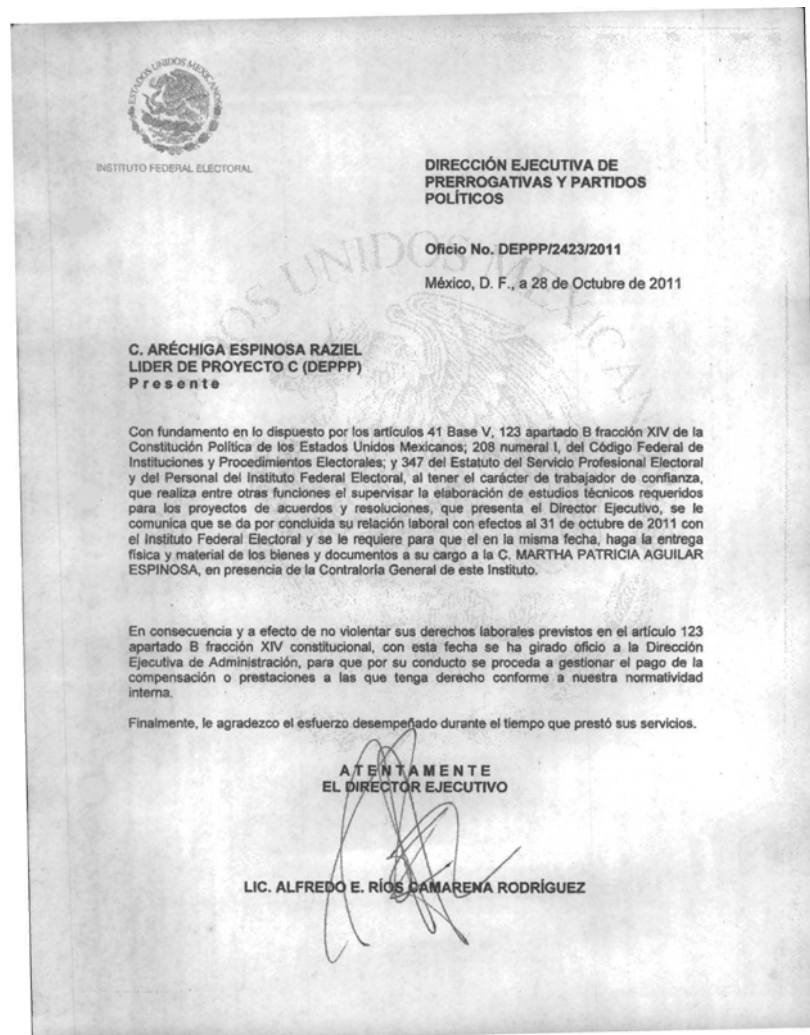 ESTADOS UNIDOS MEXICANOS
INSTITUTO FEDERAL ELECTORAL
DIRECCIÓN EJECUTIVA DE
PRERROGATIVAS Y PARTIDOS
POLÍTICOS
Oficio No. DEPPP/2423/2011
México, D. F., a 28 de Octubre de 2011
C. ARÉCHIGA ESPINOSA RAZIEL
LIDER DE PROYECTO C (DEPPP)
P r e s e n t e
Con fundamento en lo dispuesto por los artículos 41 Base V, 123 apartado B fracción XIV de la
Constitución Política de los Estados Unidos Mexicanos; 208 numeral I, del Código Federal de
Instituciones y Procedimientos Electorales; y 347 del Estatuto del Servicio Profesional Electoral
y del Personal del Instituto Federal Electoral, al tener el carácter de trabajador de confianza,
que realiza entre otras funciones el supervisar la elaboración de estudios técnicos requeridos
para los proyectos de acuerdos y resoluciones, que presenta el Director Ejecutivo, se le
comunica que se da por concluida su relación laboral con efectos al 31 de octubre de 2011 con
el Instituto Federal Electoral y se le requiere para que el en la misma fecha, haga la entrega
física y material de los bienes y documentos a su cargo a la C. MARTHA PATRICIA AGUILAR
ESPINOSA, en presencia de la Contraloría General de este Instituto.
En consecuencia y a efecto de no violentar sus derechos laborales previstos en el artículo 123
apartado B fracción XIV constitucional, con esta fecha se ha girado oficio a la Dirección
Ejecutiva de Administración, para que por su conducto se proceda a gestionar el pago de la
compensación o prestaciones a las que tenga derecho conforme a nuestra normatividad
interna.
Finalmente, le agradezco el esfuerzo desempeñado durante el tiempo que prestó sus servicios.
A T E N T A M E N T E
EL DIRECTOR EJECUTIVO
LIC. ALFREDO E. RÍOS CAMARENA RODRÍGUEZ